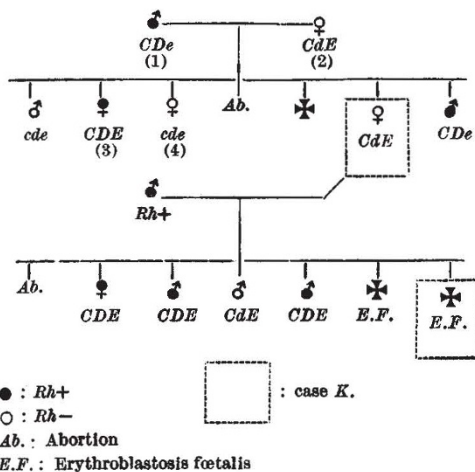 CDe CdE
(1) (2)
cde CDE cde Ab. CdE CDe
(3) (4)
Rh+
Ab. CDE CDE CdE CDE E.F. E.F.
: Rh+ : case K.
: Rh−
Ab. : Abortion
E.F. : Erythroblastosis fœtalis